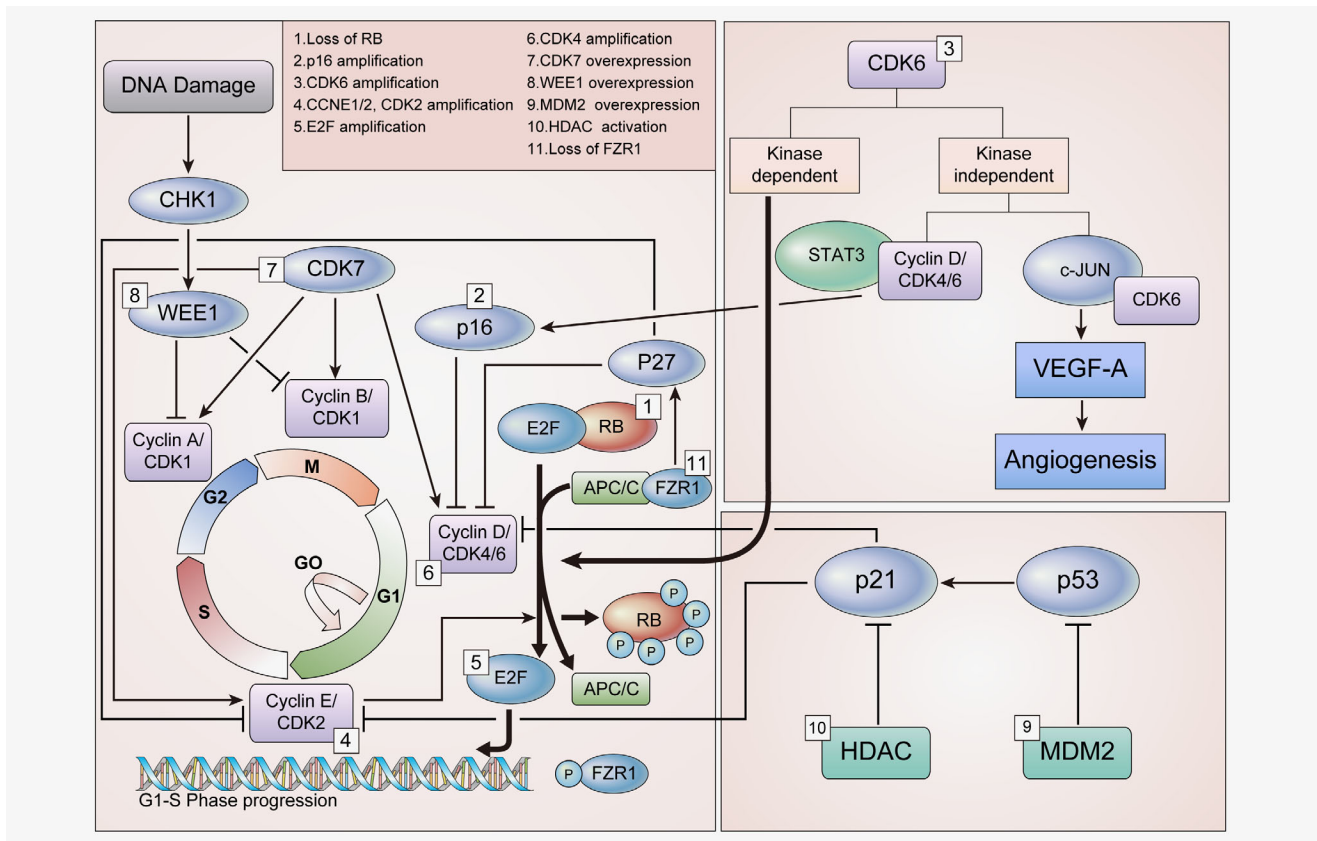 DNA Damage
1.Loss of RB
2.p16 amplification
3.CDK6 amplification
4.CCNE1/2, CDK2 amplification
5.E2F amplification
6.CDK4 amplification
7.CDK7 overexpression
8.WEE1 overexpression
9.MDM2 overexpression
10.HDAC activation
11.Loss of FZR1
CHK1
7
CDK7
8
WEE1
2
p16
P27
Cyclin B/
CDK1
Cyclin A/
CDK1
E2F
RB
1
APC/C
FZR1
11
M
G2
GO
G1
S
Cyclin D/
CDK4/6
6
RB
P
P
P
P
P
5
E2F
APC/C
Cyclin E/
CDK2
4
G1-S Phase progression
P
FZR1
CDK6
3
Kinase
dependent
Kinase
independent
STAT3
Cyclin D/
CDK4/6
c-JUN
CDK6
VEGF-A
Angiogenesis
p21
p53
10
HDAC
9
MDM2